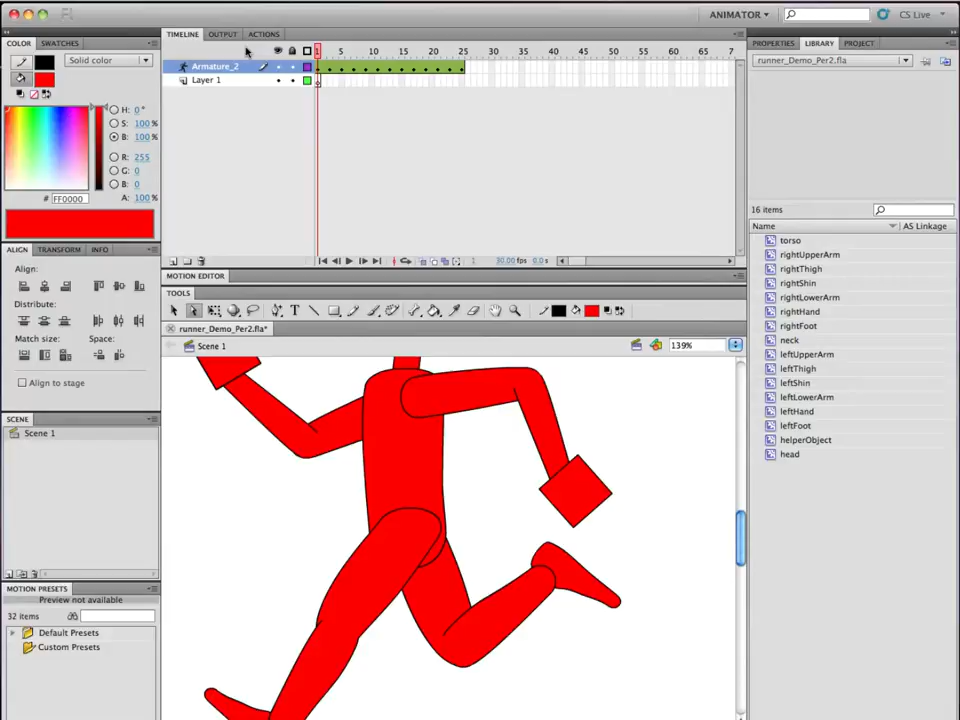 Fl
ANIMATOR
CS Live
COLOR SWATCHES
Solid color
H: 0 °
S: 100 %
B: 100 %
R: 255
G: 0
B: 0
# FF0000
A: 100 %
ALIGN TRANSFORM INFO
Align:
Distribute:
Match size:
Space:
Align to stage
SCENE
Scene 1
MOTION PRESETS
Preview not available
32 items
Default Presets
Custom Presets
TIMELINE OUTPUT ACTIONS
1 5 10 15 20 25 30 35 40 45 50 55 60 65 7
Armature_2
Layer 1
1 30.00 fps 0.0 s
MOTION EDITOR
TOOLS
T
runner_Demo_Per2.fla*
Scene 1
139%
PROPERTIES LIBRARY PROJECT
runner_Demo_Per2.fla
16 items
Name AS Linkage
torso
rightUpperArm
rightThigh
rightShin
rightLowerArm
rightHand
rightFoot
neck
leftUpperArm
leftThigh
leftShin
leftLowerArm
leftHand
leftFoot
helperObject
head